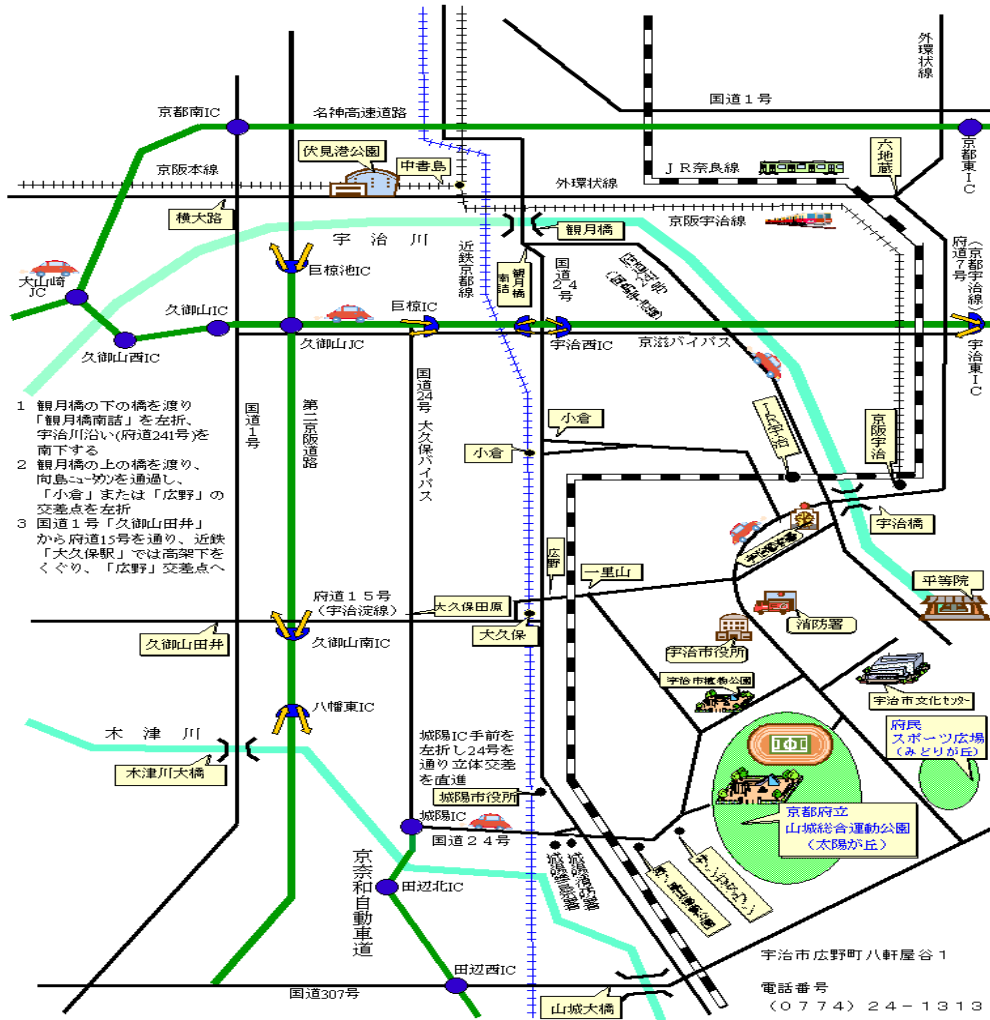 外環状線
国道1号
京都南IC
名神高速道路
京都東IC
伏見港公園
中書島
六地蔵
京阪本線
ＪＲ奈良線
外環状線
横大路
京阪宇治線
観月橋
宇治川
近鉄京都線
観月橋南詰
国道24号
府道7号
(京都宇治線)
巨椋池IC
大山崎
JC
久御山IC
巨椋IC
久御山西IC
久御山JC
宇治西IC
京滋バイパス
宇治東IC
1 観月橋の下の橋を渡り
「観月橋南詰」を左折、
宇治川沿い(府道241号)を
南下する
2 観月橋の上の橋を渡り、
向島ニュータウンを通過し、
「小倉」または「広野」の
交差点を左折
3 国道1号「久御山田井」
から府道15号を通り、近鉄
「大久保駅」では高架下を
くぐり、「広野」交差点へ
国道1号
第二京阪道路
国道24号 大久保バイパス
小倉
小倉
京阪宇治
宇治橋
広野
一里山
平等院
府道１５号
(宇治淀線)
大久保田原
大久保
消防署
久御山田井
久御山南IC
宇治市役所
宇治市植物公園
宇治市文化センター
八幡東IC
府民
スポーツ広場
(みどりが丘)
木津川
木津川大橋
城陽IC手前を
左折し24号を
通り立体交差
を直進
城陽市役所
城陽IC
国道２４号
京都府立
山城総合運動公園
(太陽が丘)
京奈和自動車道
田辺北IC
田辺西IC
国道307号
山城大橋
宇治市広野町八軒屋谷１
電話番号
(０７７４) ２４－１３１３